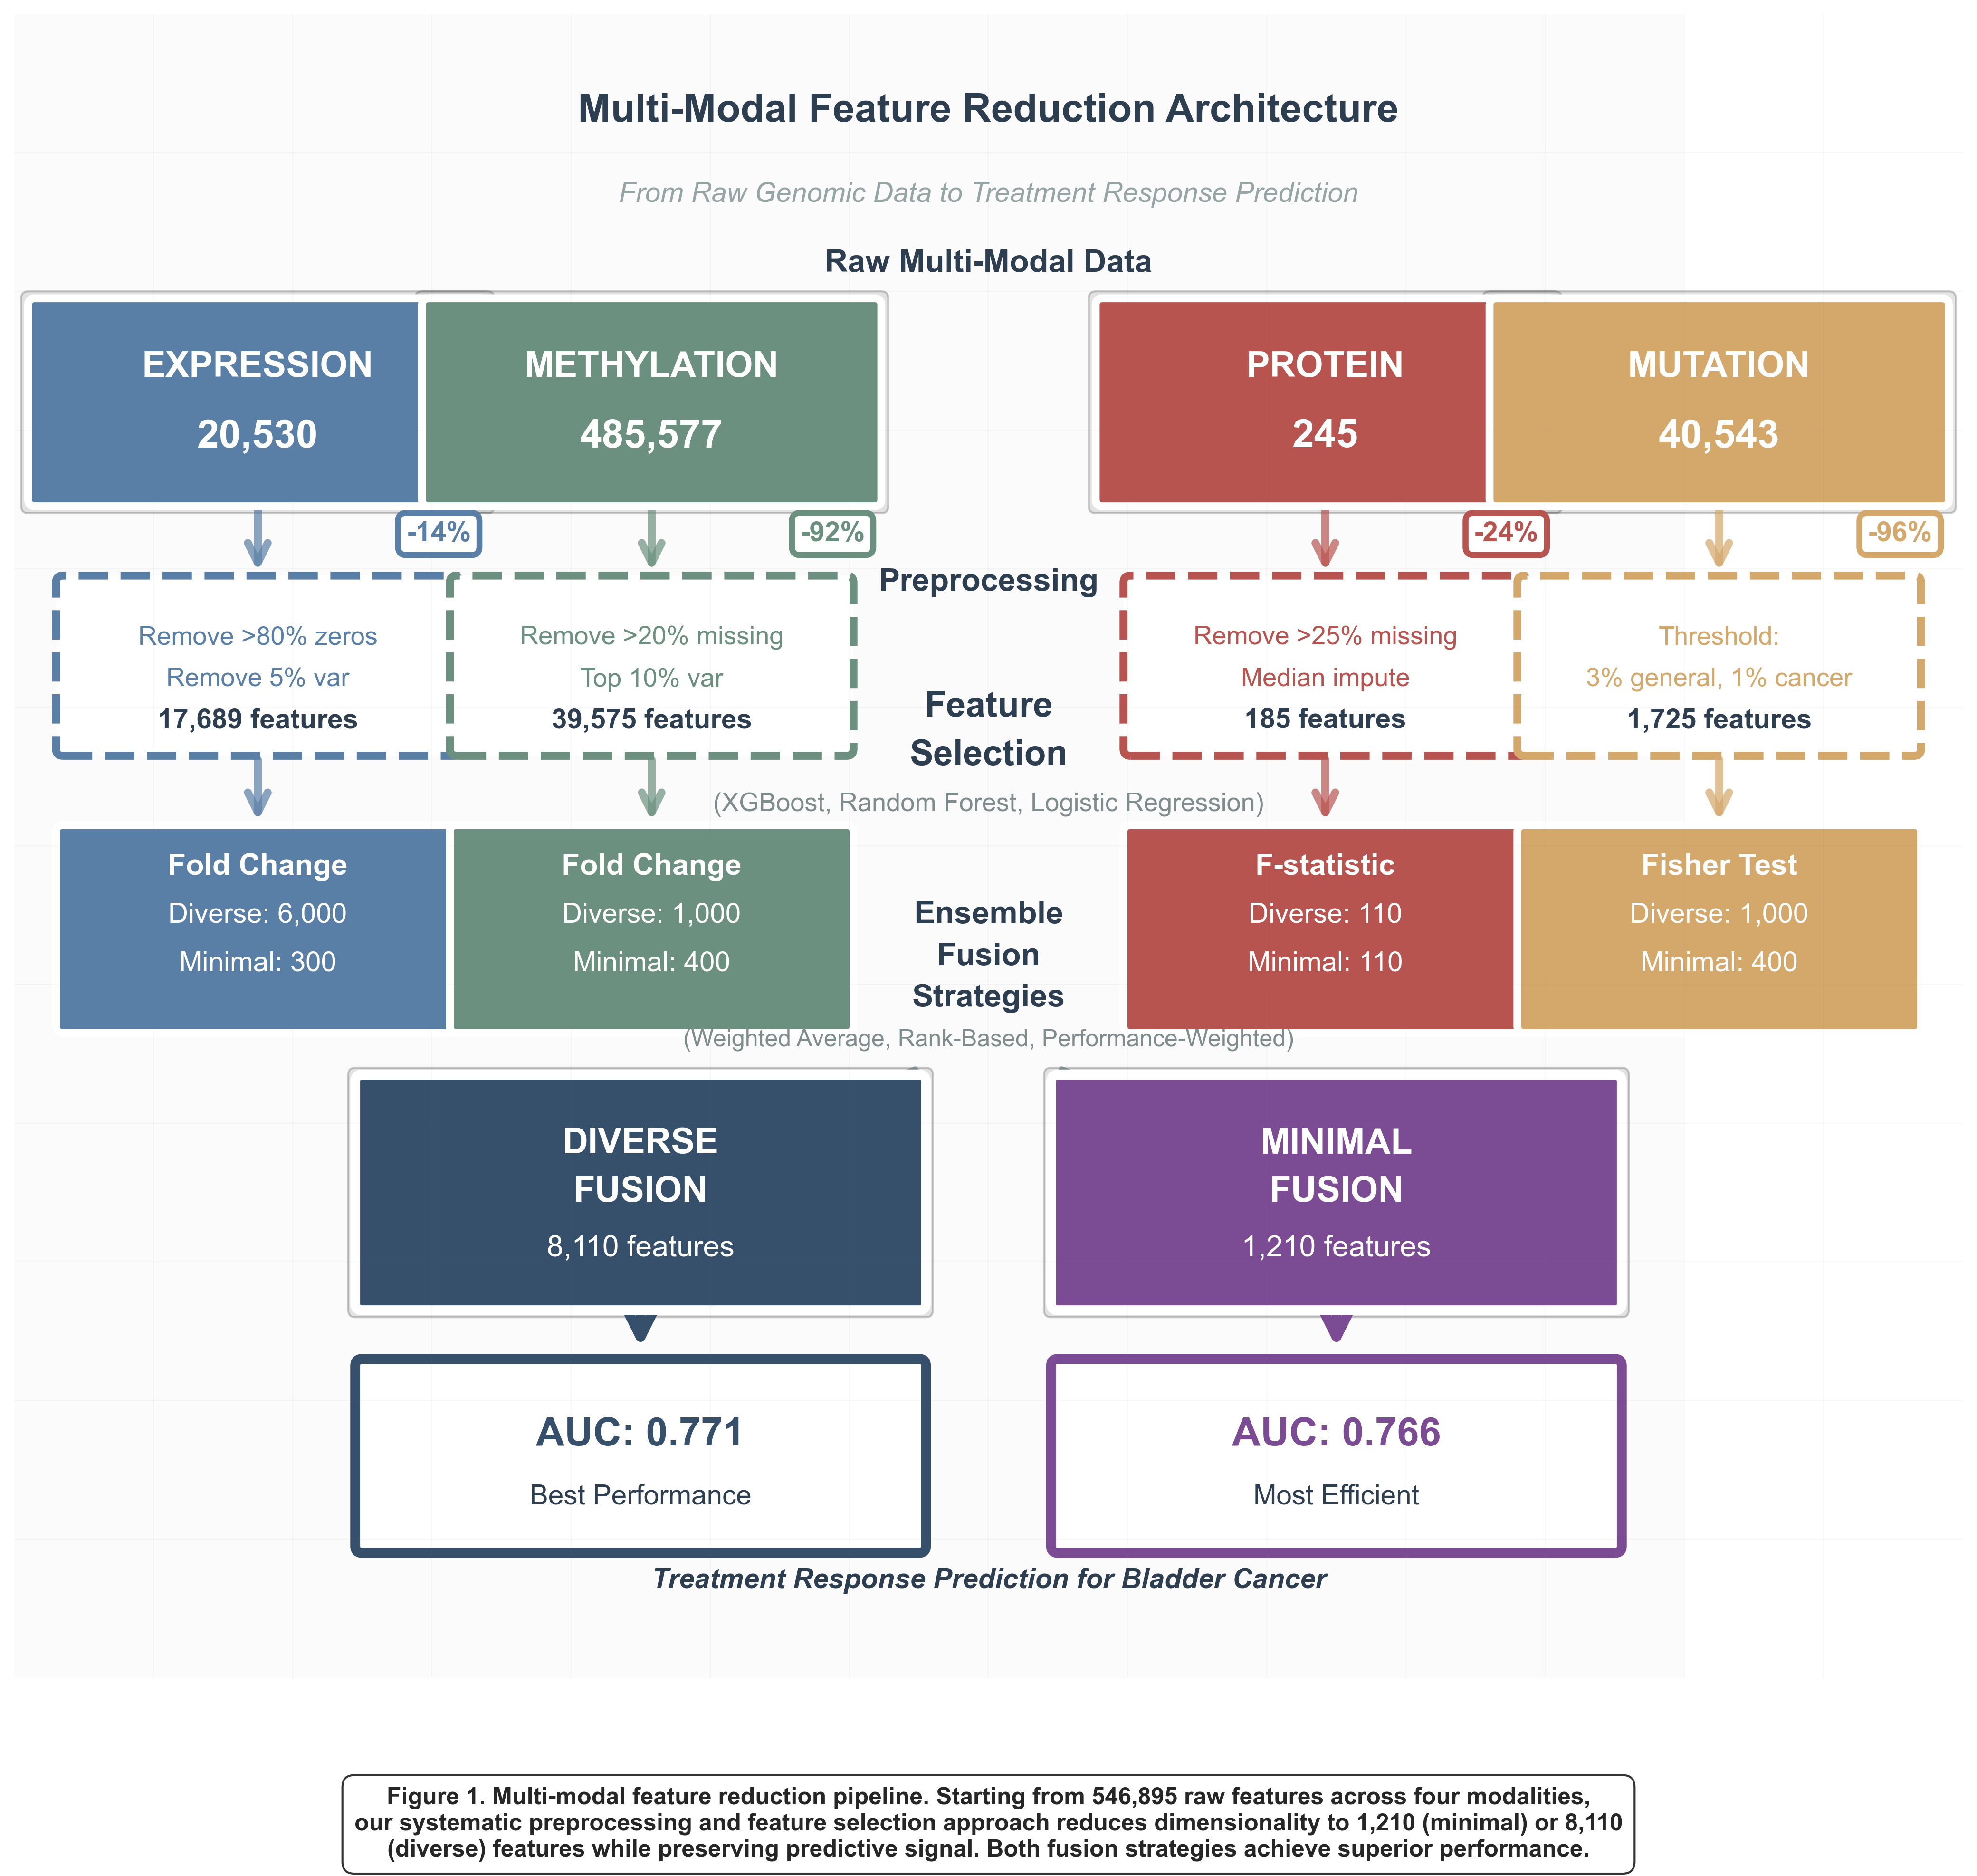 Multi-Modal Feature Reduction Architecture
From Raw Genomic Data to Treatment Response Prediction
Raw Multi-Modal Data
EXPRESSION
20,530
METHYLATION
485,577
PROTEIN
245
MUTATION
40,543
-14%
-92%
-24%
-96%
Preprocessing
Remove >80% zeros
Remove 5% var
17,689 features
Remove >20% missing
Top 10% var
39,575 features
Remove >25% missing
Median impute
185 features
Threshold:
3% general, 1% cancer
1,725 features
Feature
Selection
(XGBoost, Random Forest, Logistic Regression)
Fold Change
Diverse: 6,000
Minimal: 300
Fold Change
Diverse: 1,000
Minimal: 400
F-statistic
Diverse: 110
Minimal: 110
Fisher Test
Diverse: 1,000
Minimal: 400
Ensemble
Fusion
Strategies
(Weighted Average, Rank-Based, Performance-Weighted)
DIVERSE
FUSION
8,110 features
MINIMAL
FUSION
1,210 features
AUC: 0.771
Best Performance
AUC: 0.766
Most Efficient
Treatment Response Prediction for Bladder Cancer
Figure 1. Multi-modal feature reduction pipeline. Starting from 546,895 raw features across four modalities,
our systematic preprocessing and feature selection approach reduces dimensionality to 1,210 (minimal) or 8,110
(diverse) features while preserving predictive signal. Both fusion strategies achieve superior performance.